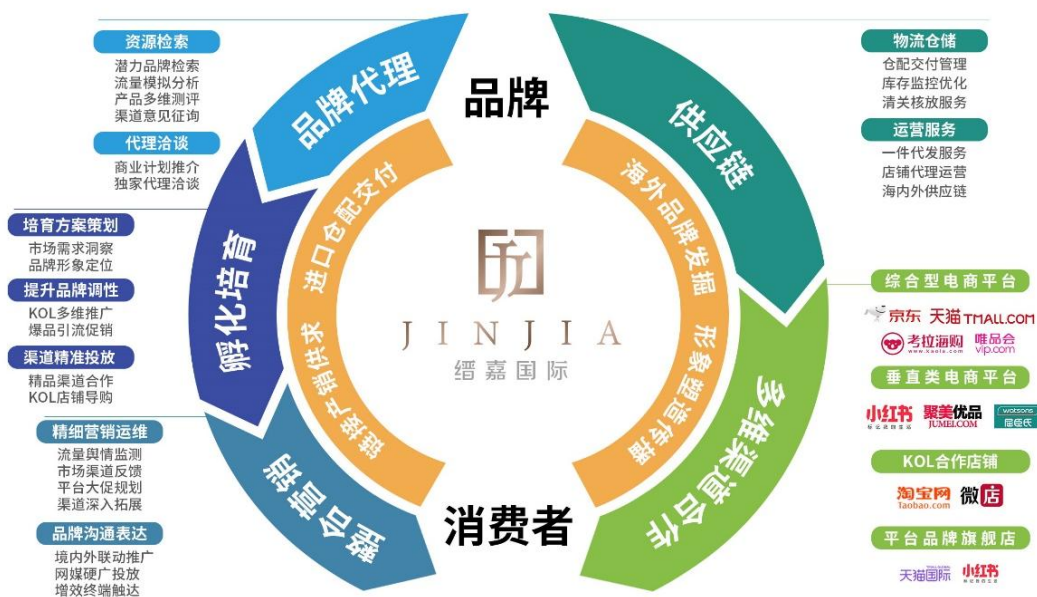 品牌
消费者
JINJIA
缙嘉国际
品牌代理
孵化培育
整合营销
供应链
多维渠道合作
进口仓配交付
链接产销供求
海外品牌发掘
形象塑造传播
资源检索
潜力品牌检索
流量模拟分析
产品多维测评
渠道意见征询
代理洽谈
商业计划推介
独家代理洽谈
培育方案策划
市场需求洞察
品牌形象定位
提升品牌调性
KOL多维推广
爆品引流促销
渠道精准投放
精品渠道合作
KOL店铺导购
精细营销运维
流量舆情监测
市场渠道反馈
平台大促规划
渠道深入拓展
品牌沟通表达
境内外联动推广
网媒硬广投放
增效终端触达
物流仓储
仓配交付管理
库存监控优化
清关核放服务
运营服务
一件代发服务
店铺代理运营
海内外供应链
综合型电商平台
京东 天猫 TMALL.COM
考拉海购 唯品会
www.kaola.com vip.com
垂直类电商平台
小红书 聚美优品 watsons
标记我的生活 JUMEI.COM 屈臣氏
KOL合作店铺
淘宝网 微店
Taobao.com
平台品牌旗舰店
天猫国际 小红书